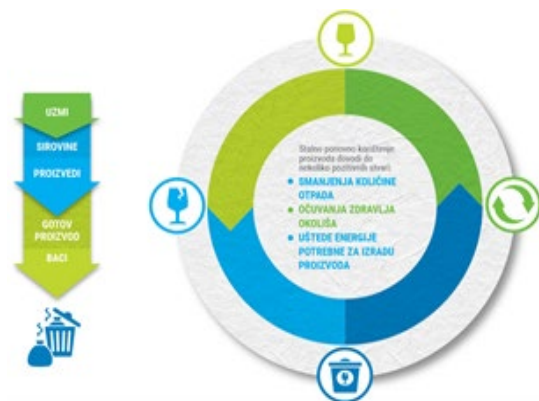 UZMI
SIROVINE
PROIZVEDI
GOTOV
PROIZVOD
BACI
Stalno ponovno korištenje
proizvoda dovodi do
nekoliko pozitivnih stvari:
SMANJENJA KOLIČINE
OTPADA
OČUVANJA ZDRAVLJA
OKOLIŠA
UŠTEDE ENERGIJE
POTREBNE ZA IZRADU
PROIZVODA